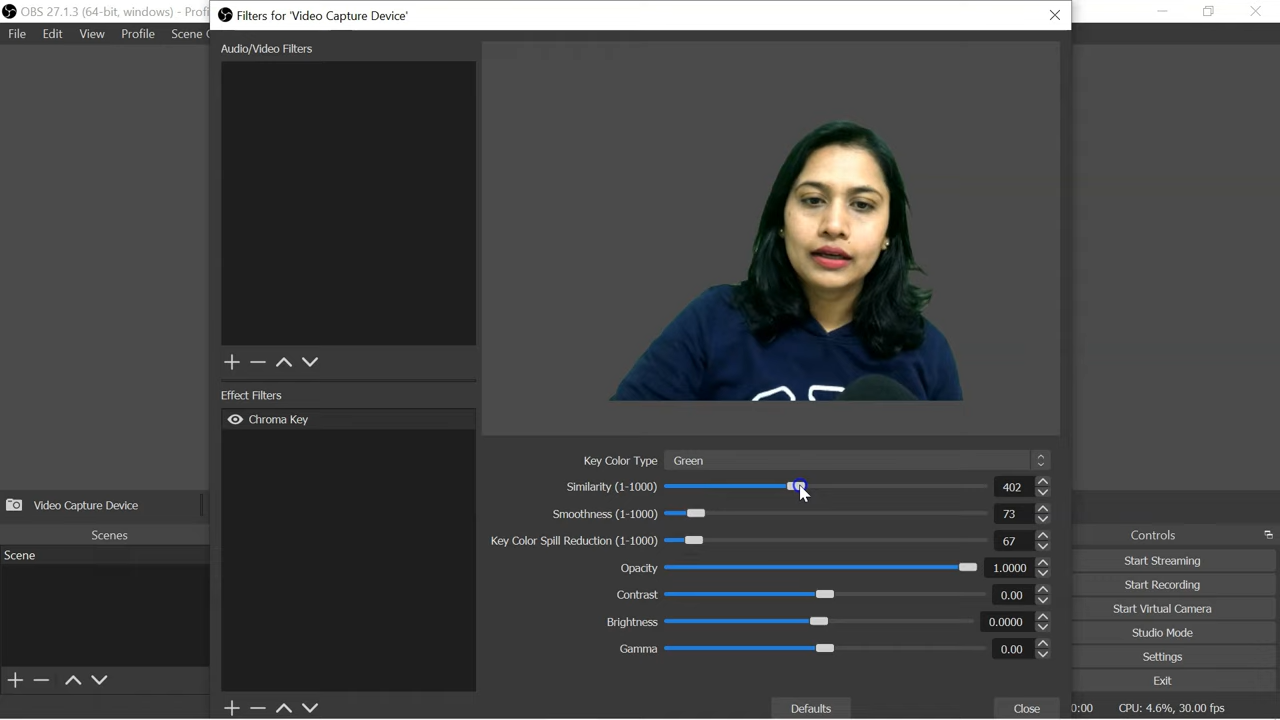 OBS 27.1.3 (64-bit, windows) - Profi
Filters for 'Video Capture Device'
File Edit View Profile Scene C
Audio/Video Filters
Effect Filters
Chroma Key
Key Color Type Green
Similarity (1-1000) 402
Smoothness (1-1000) 73
Key Color Spill Reduction (1-1000) 67
Opacity 1.0000
Contrast 0.00
Brightness 0.0000
Gamma 0.00
Defaults Close
Video Capture Device
Scenes
Scene
Controls
Start Streaming
Start Recording
Start Virtual Camera
Studio Mode
Settings
Exit
0:00 CPU: 4.6%, 30.00 fps